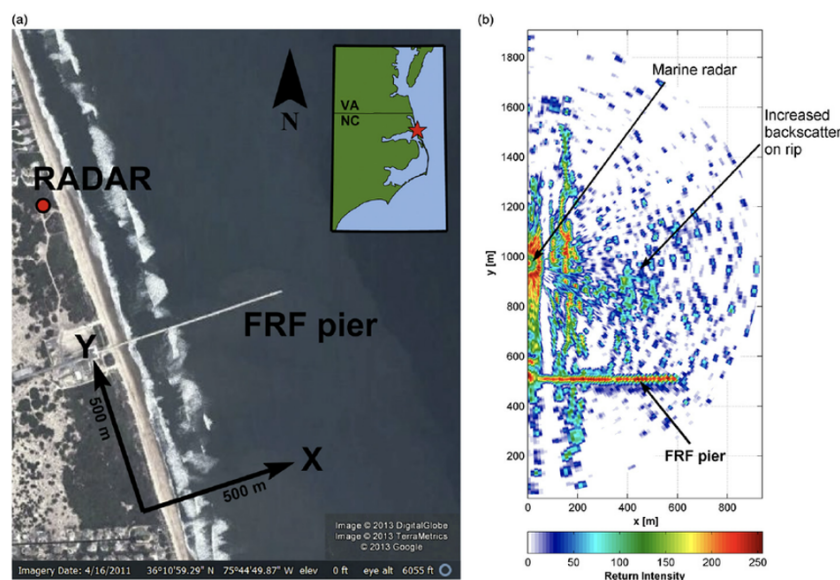 (a)
N
VA
NC
RADAR
FRF pier
Y
500 m
X
500 m
Image © 2013 DigitalGlobe
Image © 2013 TerraMetrics
© 2013 Google
Imagery Date: 4/16/2011 36°10'59.29" N 75°44'49.87" W elev 0 ft eye alt 6055 ft
(b)
1800
1600
1400
1200
1000
800
600
400
200
y [m]
Marine radar
Increased
backscatter
on rip
FRF pier
0 200 400 600 800
x [m]
0 50 100 150 200 250
Return Intensity